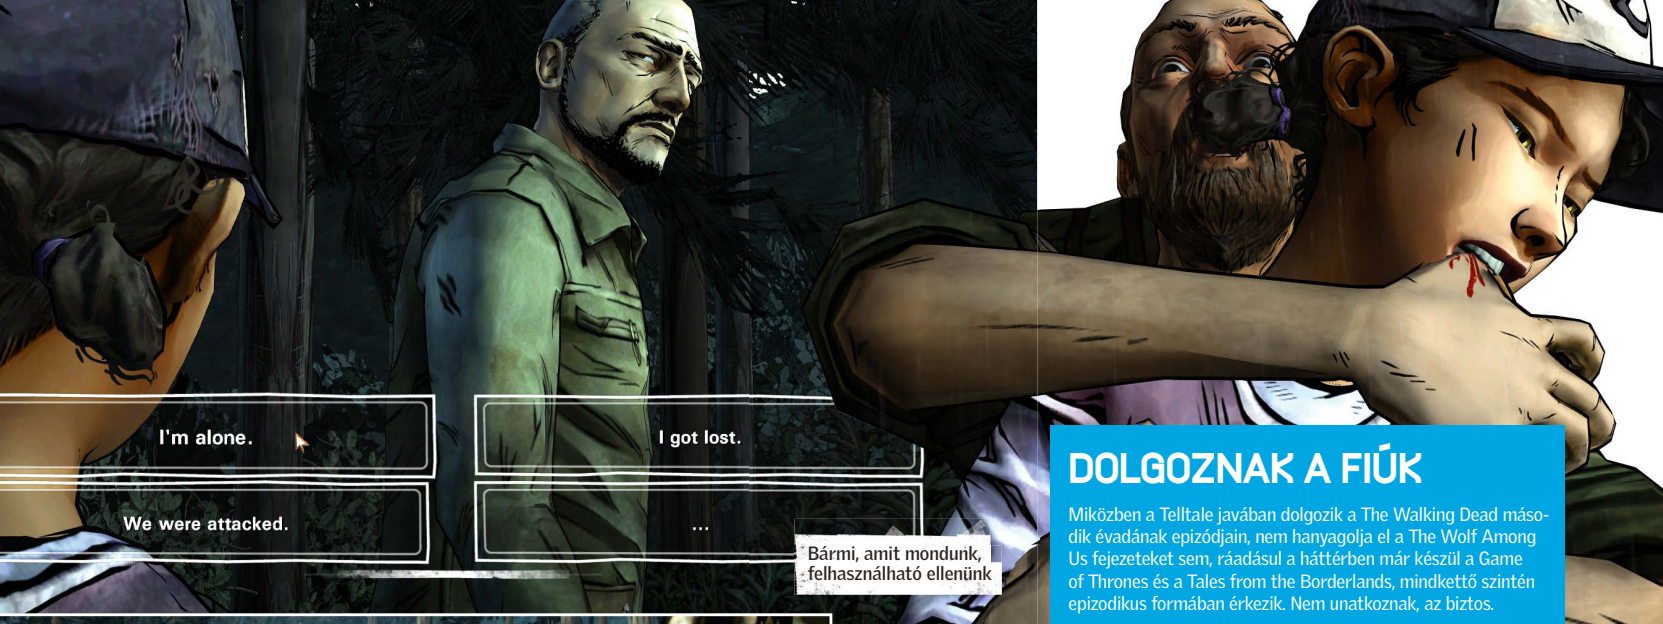 I'm alone.
I got lost.
We were attacked.
...
Bármi, amit mondunk,
felhasználható ellenünk
DOLGOZNAK A FIÚK
Miközben a Telltale javában dolgozik a The Walking Dead máso-
dik évadának epizódjain, nem hanyagolja el a The Wolf Among
Us fejezeteket sem, ráadásul a háttérben már készül a Game
of Thrones és a Tales from the Borderlands, mindkettő szintén
epizodikus formában érkezik. Nem unatkoznak, az biztos.